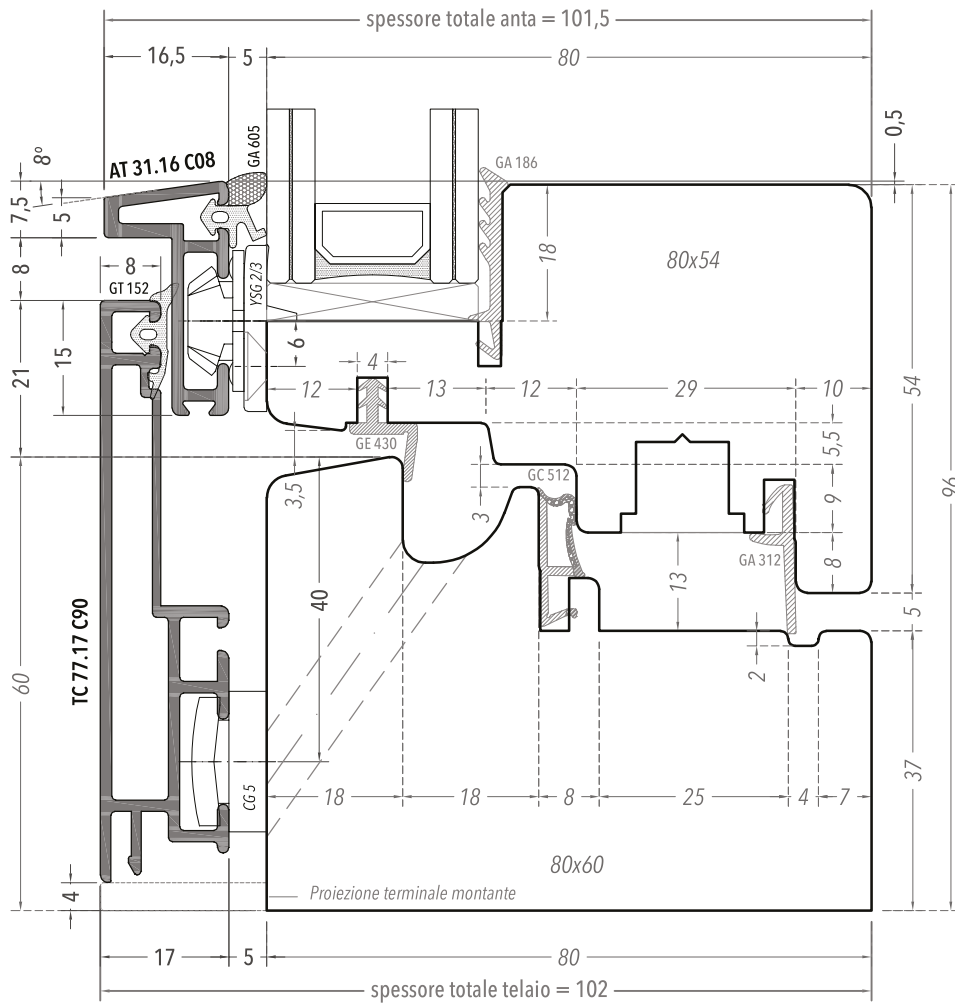 spessore totale anta = 101,5
16,5
5
80
0,5
8°
AT 31.16 C08
GA 605
GA 186
7,5
5
18
80x54
8
8
GT 152
YSG 2/3
6
15
21
4
12
13
12
29
10
54
GE 430
5,5
3,5
GC 512
3
9
96
GA 312
13
8
40
5
2
TC 77.17 C90
60
37
CG 5
18
18
8
25
4
7
80x60
4
Proiezione terminale montante
17
5
80
spessore totale telaio = 102